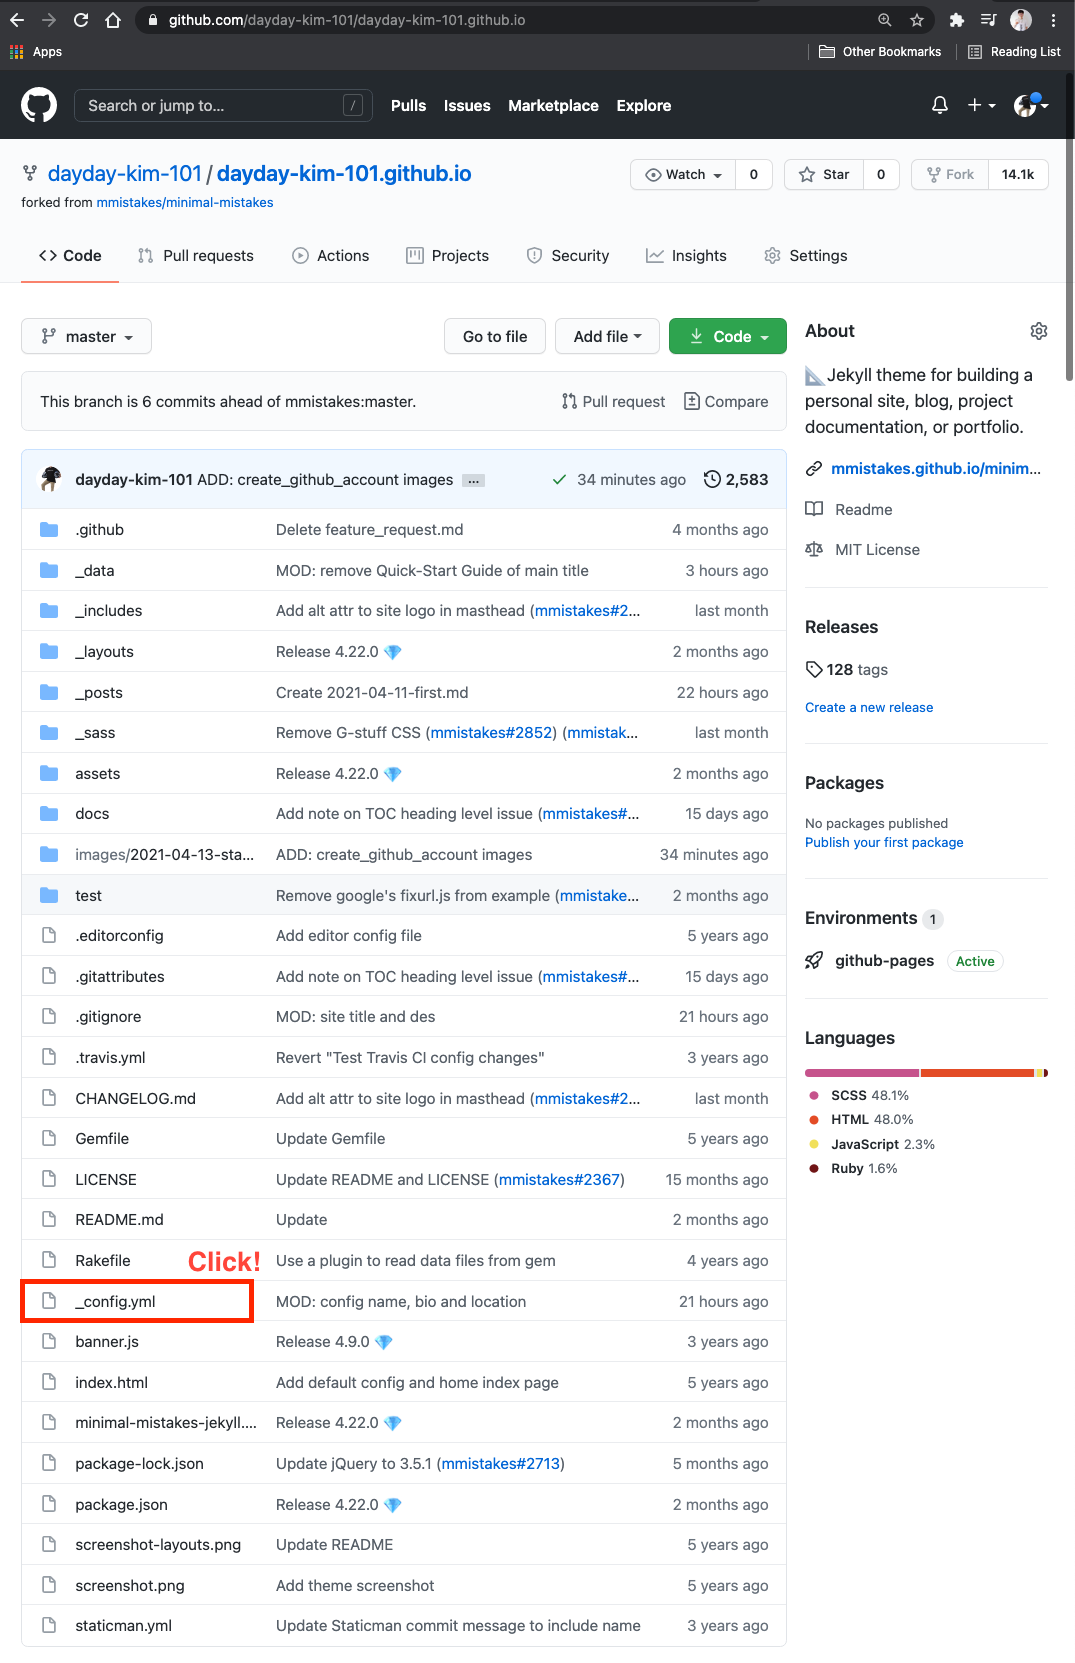 github.com/dayday-kim-101/dayday-kim-101.github.io
Apps
Other Bookmarks
Reading List
Search or jump to...
/
Pulls
Issues
Marketplace
Explore
dayday-kim-101 / dayday-kim-101.github.io
Watch 0
Star 0
Fork 14.1k
forked from mmistakes/minimal-mistakes
<> Code
Pull requests
Actions
Projects
Security
Insights
Settings
master
Go to file
Add file
Code
This branch is 6 commits ahead of mmistakes:master.
Pull request
Compare
dayday-kim-101 ADD: create_github_account images ... 34 minutes ago 2,583
.github Delete feature_request.md 4 months ago
_data MOD: remove Quick-Start Guide of main title 3 hours ago
_includes Add alt attr to site logo in masthead (mmistakes#2... last month
_layouts Release 4.22.0 💎 2 months ago
_posts Create 2021-04-11-first.md 22 hours ago
_sass Remove G-stuff CSS (mmistakes#2852) (mmistak... last month
assets Release 4.22.0 💎 2 months ago
docs Add note on TOC heading level issue (mmistakes#... 15 days ago
images/2021-04-13-sta... ADD: create_github_account images 34 minutes ago
test Remove google's fixurl.js from example (mmistake... 2 months ago
.editorconfig Add editor config file 5 years ago
.gitattributes Add note on TOC heading level issue (mmistakes#... 15 days ago
.gitignore MOD: site title and des 21 hours ago
.travis.yml Revert "Test Travis CI config changes" 3 years ago
CHANGELOG.md Add alt attr to site logo in masthead (mmistakes#2... last month
Gemfile Update Gemfile 5 years ago
LICENSE Update README and LICENSE (mmistakes#2367) 15 months ago
README.md Update 2 months ago
Rakefile Click! Use a plugin to read data files from gem 4 years ago
_config.yml MOD: config name, bio and location 21 hours ago
banner.js Release 4.9.0 💎 3 years ago
index.html Add default config and home index page 5 years ago
minimal-mistakes-jekyll.... Release 4.22.0 💎 2 months ago
package-lock.json Update jQuery to 3.5.1 (mmistakes#2713) 5 months ago
package.json Release 4.22.0 💎 2 months ago
screenshot-layouts.png Update README 5 years ago
screenshot.png Add theme screenshot 5 years ago
staticman.yml Update Staticman commit message to include name 3 years ago
About
📐Jekyll theme for building a
personal site, blog, project
documentation, or portfolio.
mmistakes.github.io/minim...
Readme
MIT License
Releases
128 tags
Create a new release
Packages
No packages published
Publish your first package
Environments 1
github-pages Active
Languages
SCSS 48.1%
HTML 48.0%
JavaScript 2.3%
Ruby 1.6%